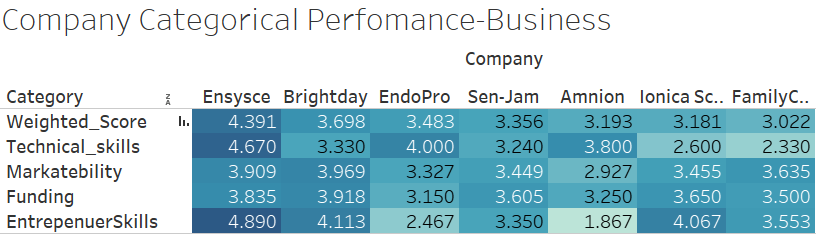 Company Categorical Perfomance-Business
Company
Category Z A Ensysce Brightday EndoPro Sen-Jam Amnion Ionica Sc.. FamilyC..
Weighted_Score 4.391 3.698 3.483 3.356 3.193 3.181 3.022
Technical_skills 4.670 3.330 4.000 3.240 3.800 2.600 2.330
Markatebility 3.909 3.969 3.327 3.449 2.927 3.455 3.635
Funding 3.835 3.918 3.150 3.605 3.250 3.650 3.500
EntrepenuerSkills 4.890 4.113 2.467 3.350 1.867 4.067 3.553